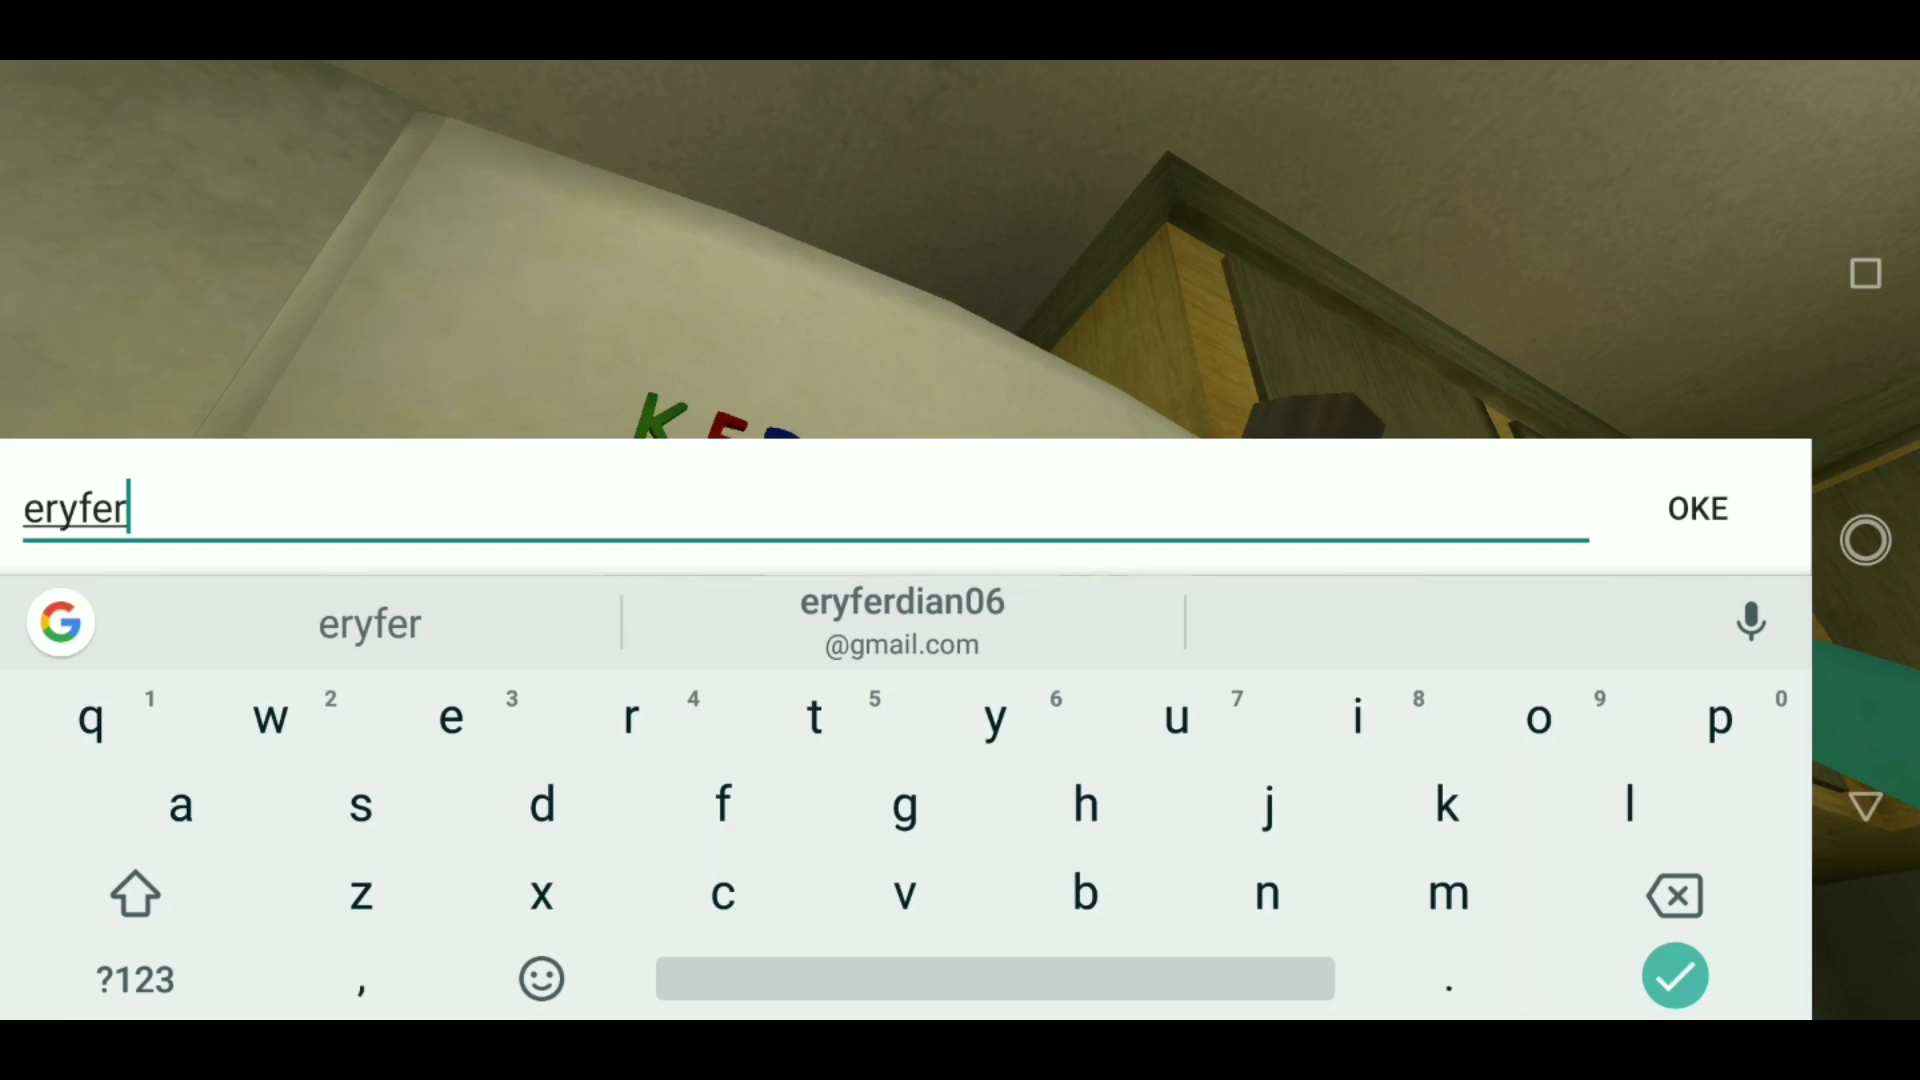 K E
eryfer
OKE
eryfer
eryferdian06
@gmail.com
q 1 w 2 e 3 r 4 t 5 y 6 u 7 i 8 o 9 p 0
a s d f g h j k l
z x c v b n m
?123 , .